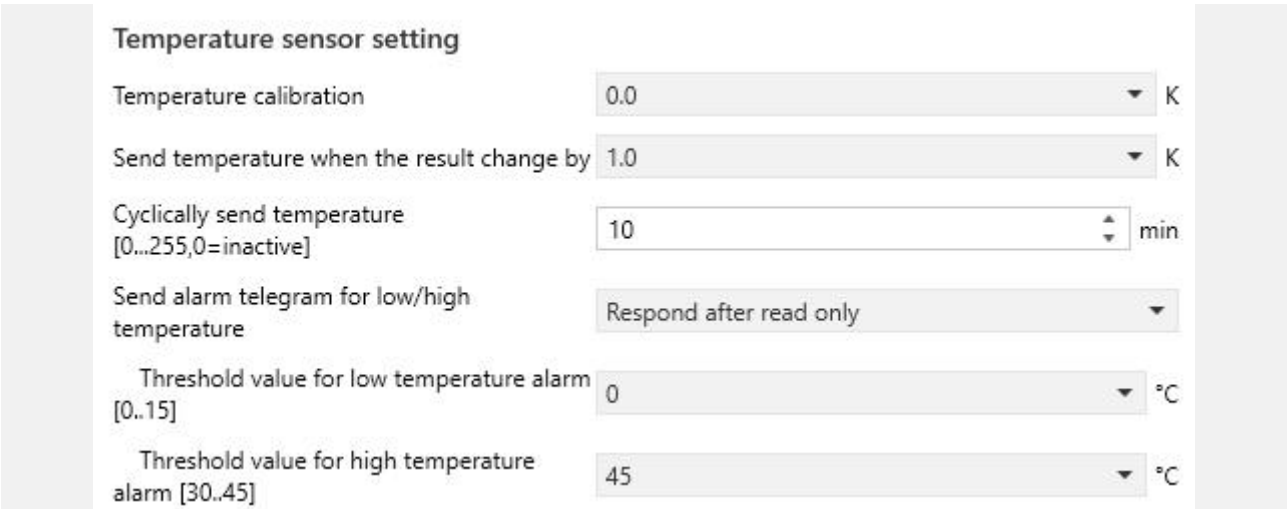 Temperature sensor setting
Temperature calibration 0.0 K
Send temperature when the result change by 1.0 K
Cyclically send temperature
[0...255,0=inactive] 10 min
Send alarm telegram for low/high
temperature Respond after read only
Threshold value for low temperature alarm
[0..15] 0 °C
Threshold value for high temperature
alarm [30..45] 45 °C